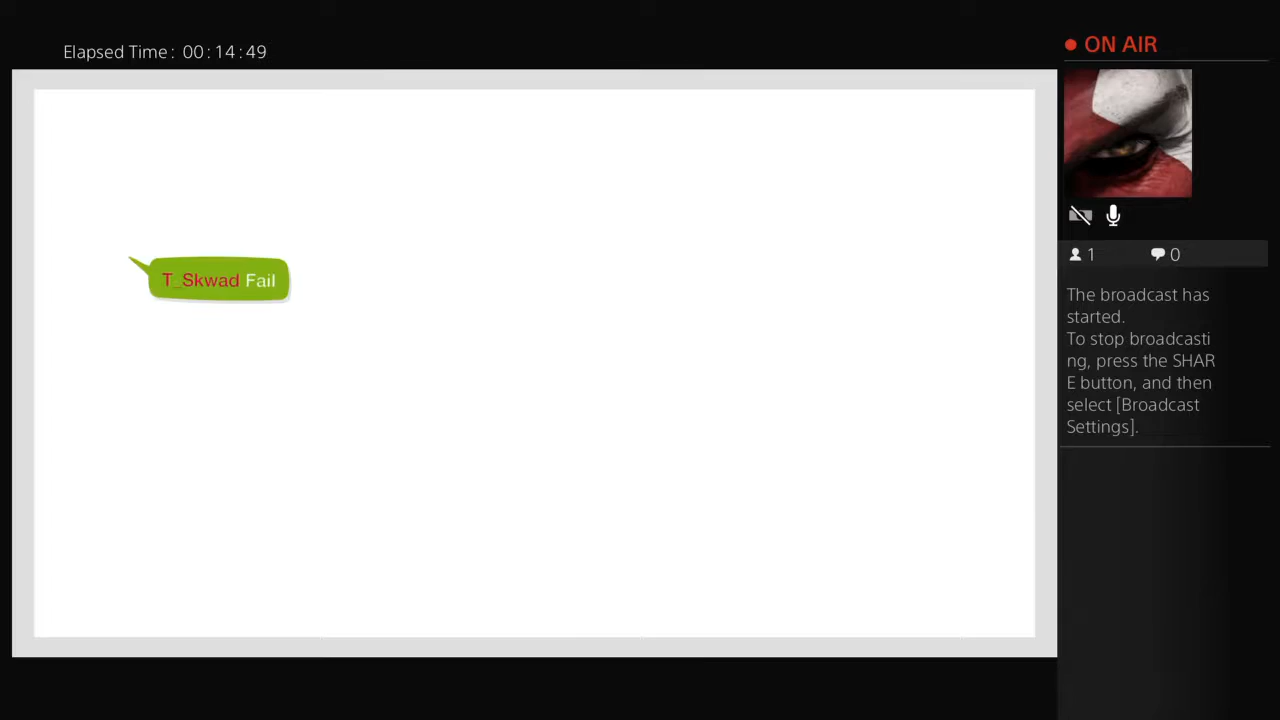 Elapsed Time: 00:14:49
ON AIR
T_Skwad Fail
1 0
The broadcast has
started.
To stop broadcasti
ng, press the SHAR
E button, and then
select [Broadcast
Settings].